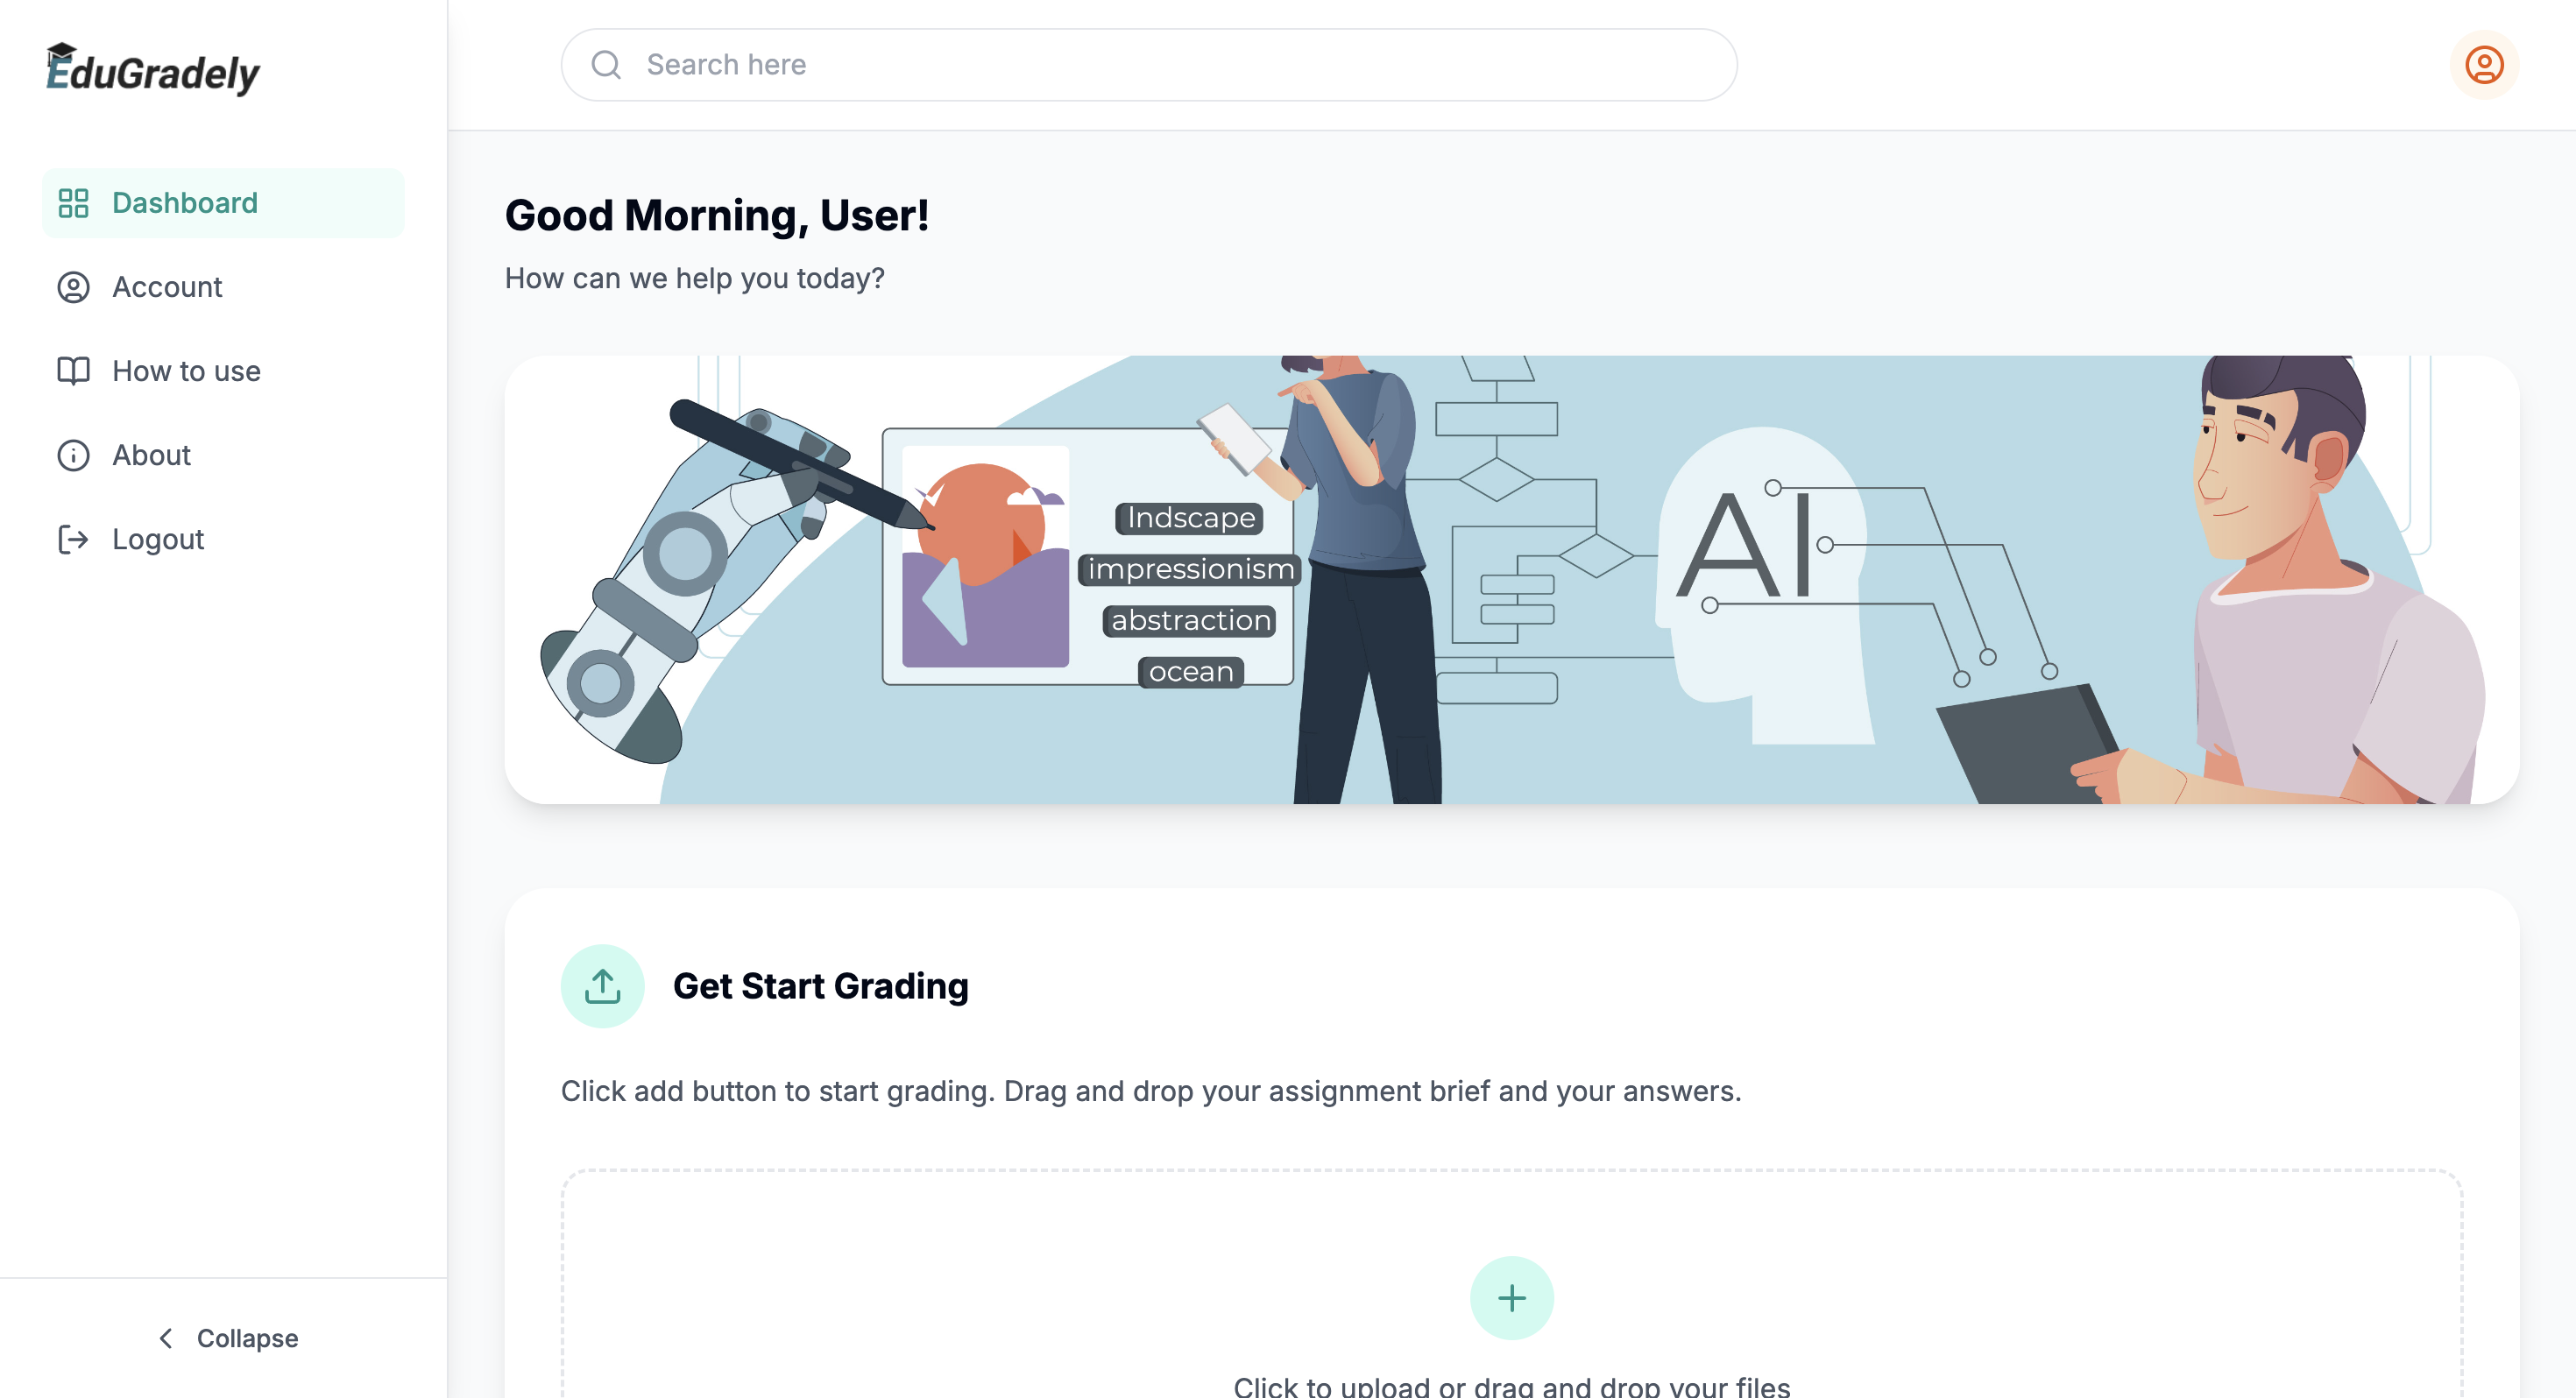 EduGradely
Search here
Dashboard
Account
How to use
About
Logout
Collapse
Good Morning, User!
How can we help you today?
lndscape
impressionism
abstraction
ocean
AI
Get Start Grading
Click add button to start grading. Drag and drop your assignment brief and your answers.
Click to upload or drag and drop your files